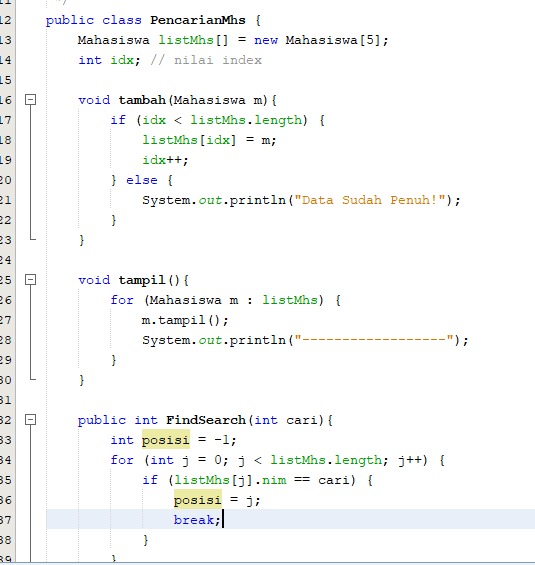 */
12 public class PencarianMhs {
13 Mahasiswa listMhs[] = new Mahasiswa[5];
14 int idx; // nilai index
15
16 void tambah(Mahasiswa m){
17 if (idx < listMhs.length) {
18 listMhs[idx] = m;
19 idx++;
20 } else {
21 System.out.println("Data Sudah Penuh!");
22 }
23 }
24
25 void tampil(){
26 for (Mahasiswa m : listMhs) {
27 m.tampil();
28 System.out.println("------------------");
29 }
30 }
31
32 public int FindSearch(int cari){
33 int posisi = -1;
34 for (int j = 0; j < listMhs.length; j++) {
35 if (listMhs[j].nim == cari) {
36 posisi = j;
37 break;
38 }
39 }